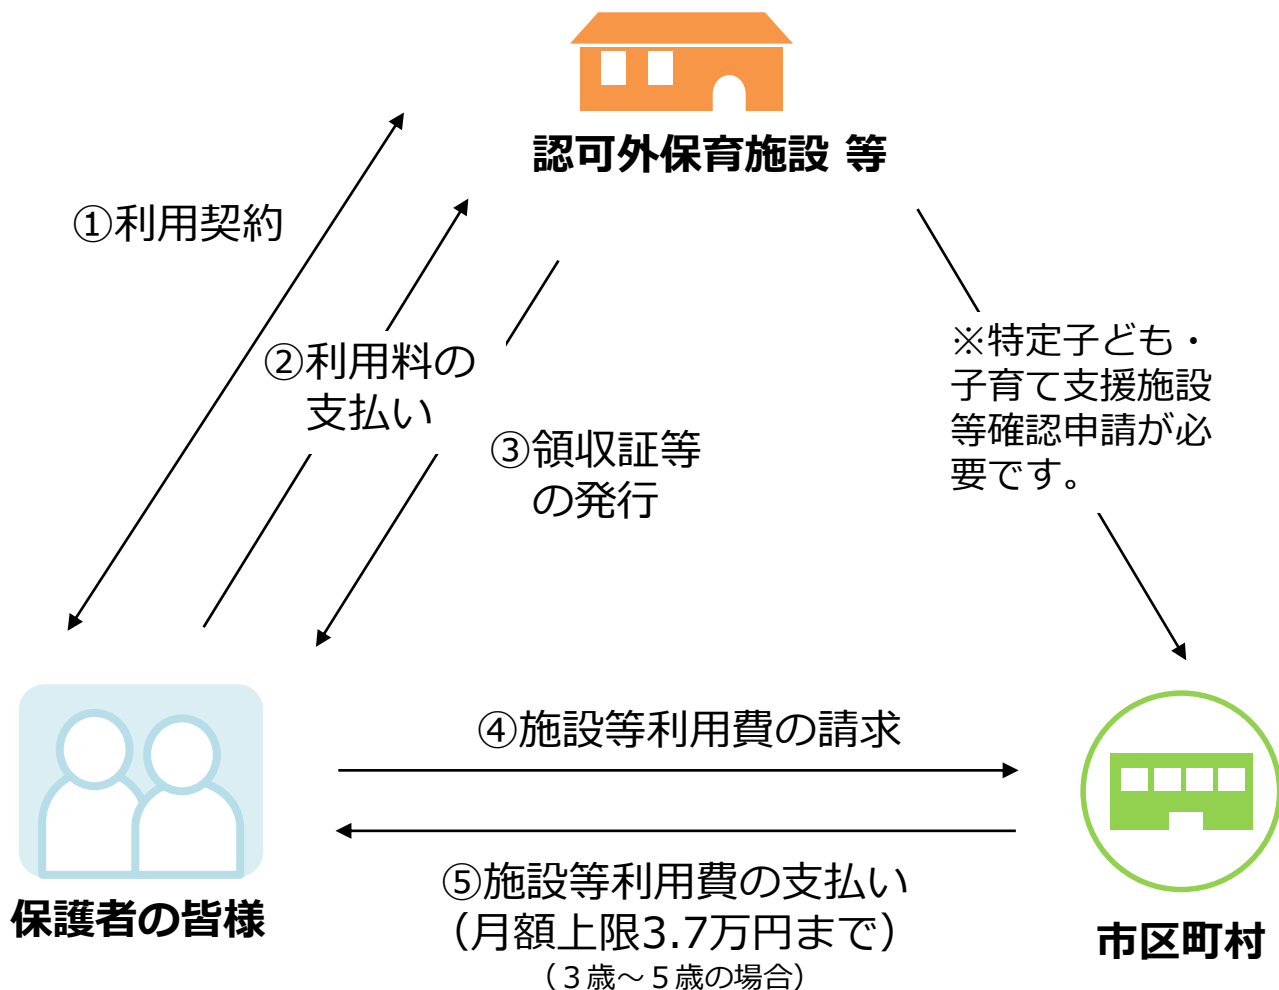 認可外保育施設 等
①利用契約
②利用料の
支払い
③領収証等
の発行
※特定子ども・
子育て支援施設
等確認申請が必
要です。
④施設等利用費の請求
⑤施設等利用費の支払い
（月額上限3.7万円まで）
（３歳～５歳の場合）
保護者の皆様
市区町村